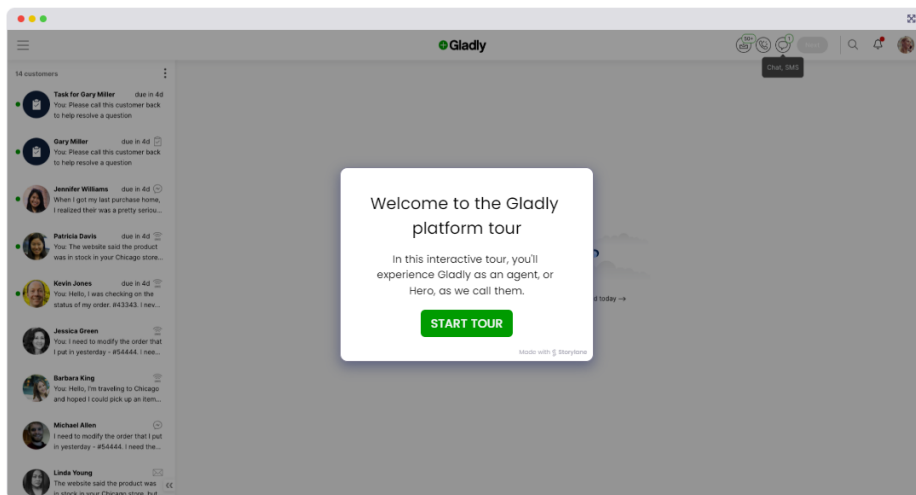 Gladly
30+
1
Chat, SMS
14 customers
Task for Gary Miller due in 4d
You: Please call this customer back
to help resolve a question
Gary Miller due in 4d
You: Please call this customer back
to help resolve a question
Jennifer Williams due in 4d
When I got my last purchase home,
I realized their was a pretty seriou...
Patricia Davis due in 4d
You: The website said the product
was in stock in your Chicago store...
Kevin Jones due in 4d
You: Hello, I was checking on the
status of my order. #43343. I nev...
Jessica Green
You: I need to modify the order that
I put in yesterday - #54444. I nee...
Barbara King
You: Hello, I'm traveling to Chicago
and hoped I could pick up an item...
Michael Allen
I need to modify the order that I put
in yesterday - #54444. I need the...
Linda Young
The website said the product was
in stock in your Chicago store, but
Welcome to the Gladly
platform tour
In this interactive tour, you'll
experience Gladly as an agent, or
Hero, as we call them.
START TOUR
Made with Storylane
d today →